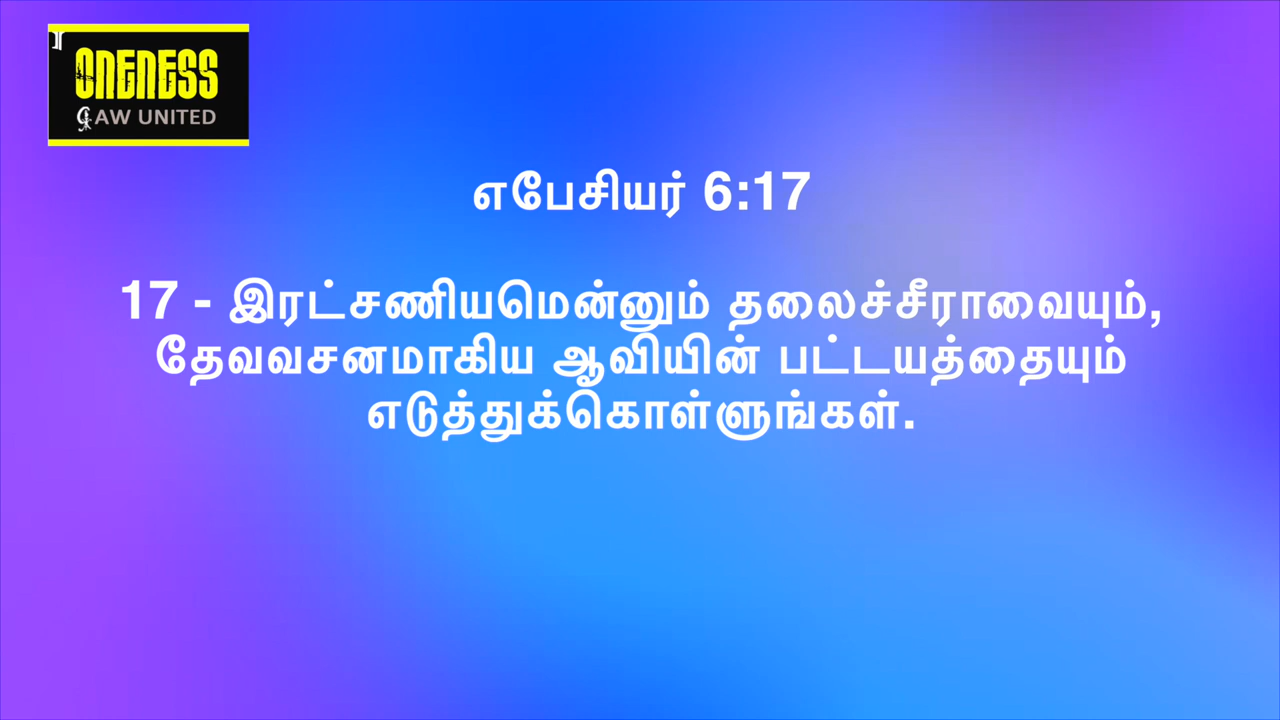 ONENESS
AW UNITED
எபேசியர் 6:17
17 - இரட்சணியமென்னும் தலைச்சீராவையும்,
தேவவசனமாகிய ஆவியின் பட்டயத்தையும்
எடுத்துக்கொள்ளுங்கள்.